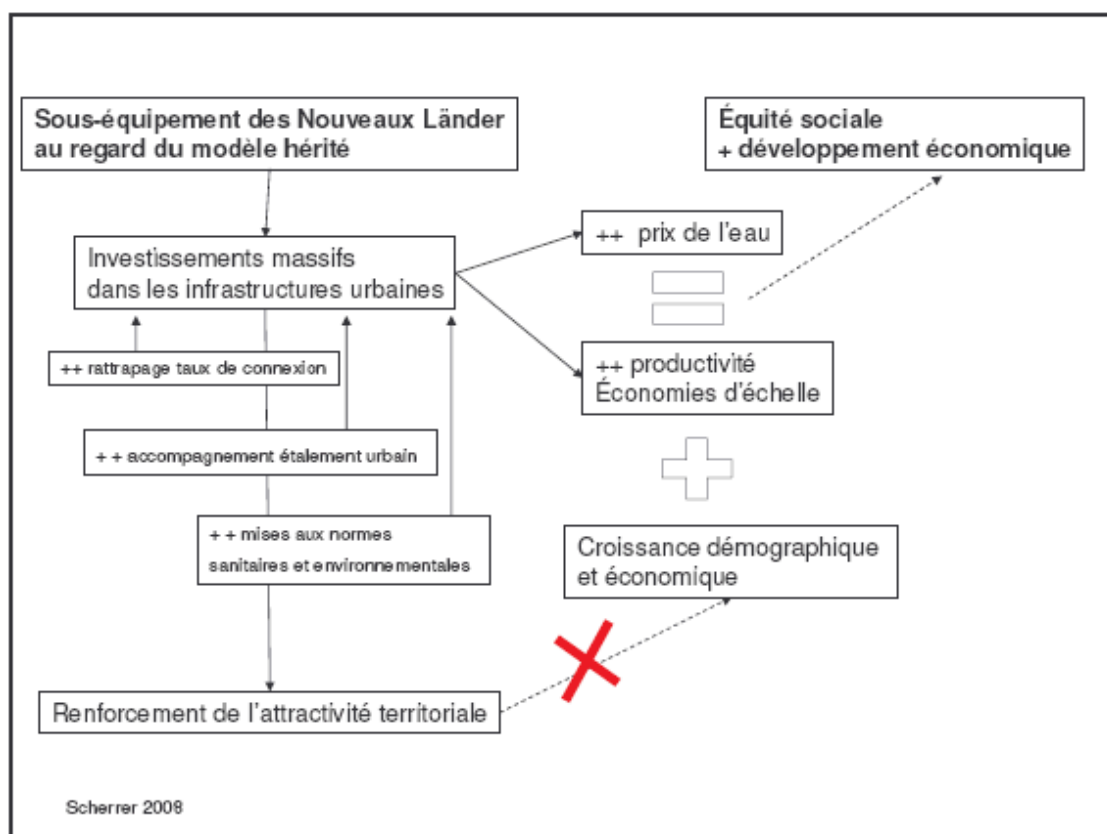 Sous-équipement des Nouveaux Länder
au regard du modèle hérité
Équité sociale
+ développement économique
Investissements massifs
dans les infrastructures urbaines
++ prix de l'eau
++ rattrapage taux de connexion
++ productivité
Économies d'échelle
+ + accompagnement étalement urbain
+ + mises aux normes
sanitaires et environnementales
Croissance démographique
et économique
Renforcement de l'attractivité territoriale
Scherrer 2008